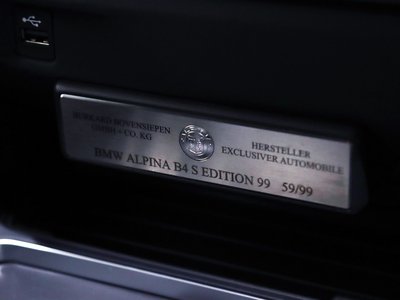 BURKARD BOVENSIEPEN
GMBH + CO. KG
HERSTELLER
EXCLUSIVER AUTOMOBILE
BMW ALPINA B4 S EDITION 99 59/99